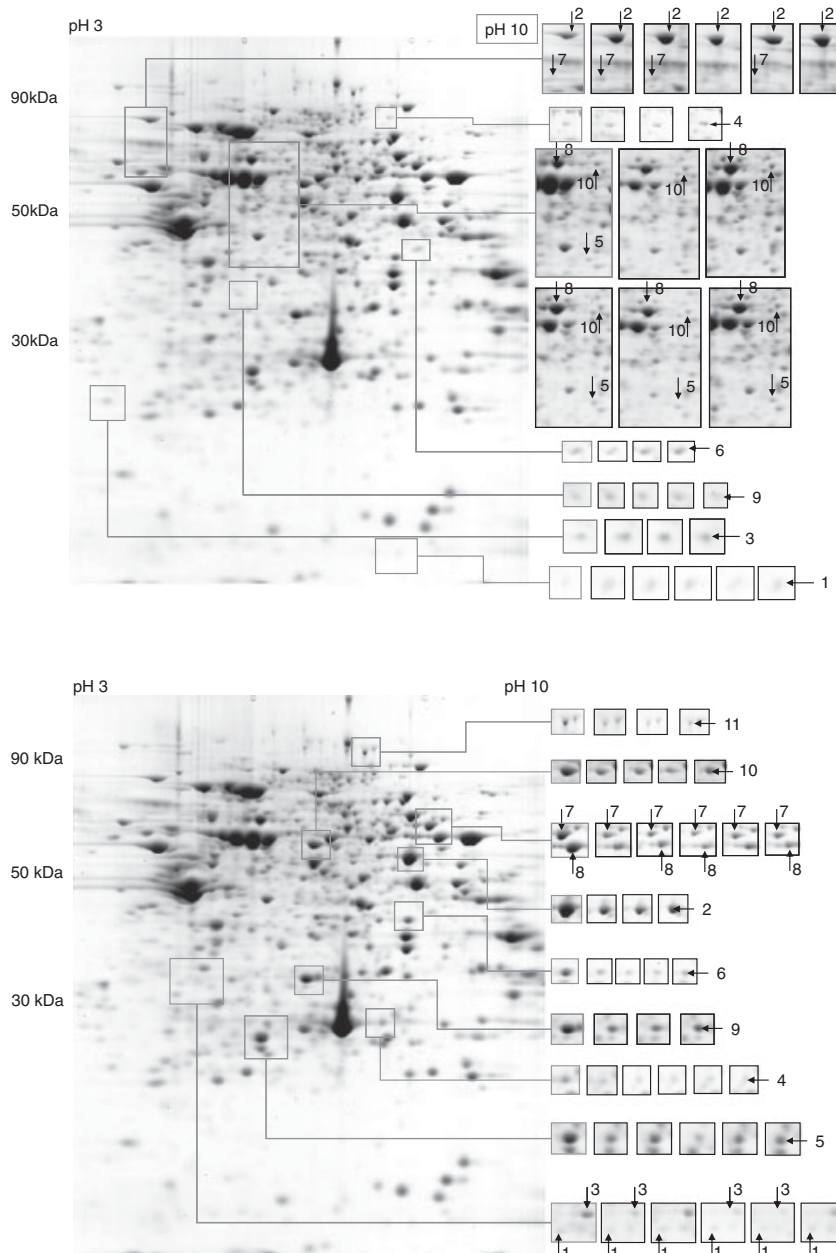 pH 3
pH 10
2 2 2 2 2 2
7 7 7 7
90kDa
4
8 8
10 10 10
50kDa
5
8 8 8
10 10 10
30kDa
5 5 5
6
9
3
1
pH 3 pH 10
11
90 kDa
10
7 7 7 7 7 7
8 8 8 8
50 kDa
2
6
30 kDa
9
4
5
3 3 3 3
1 1 1 1 1 1